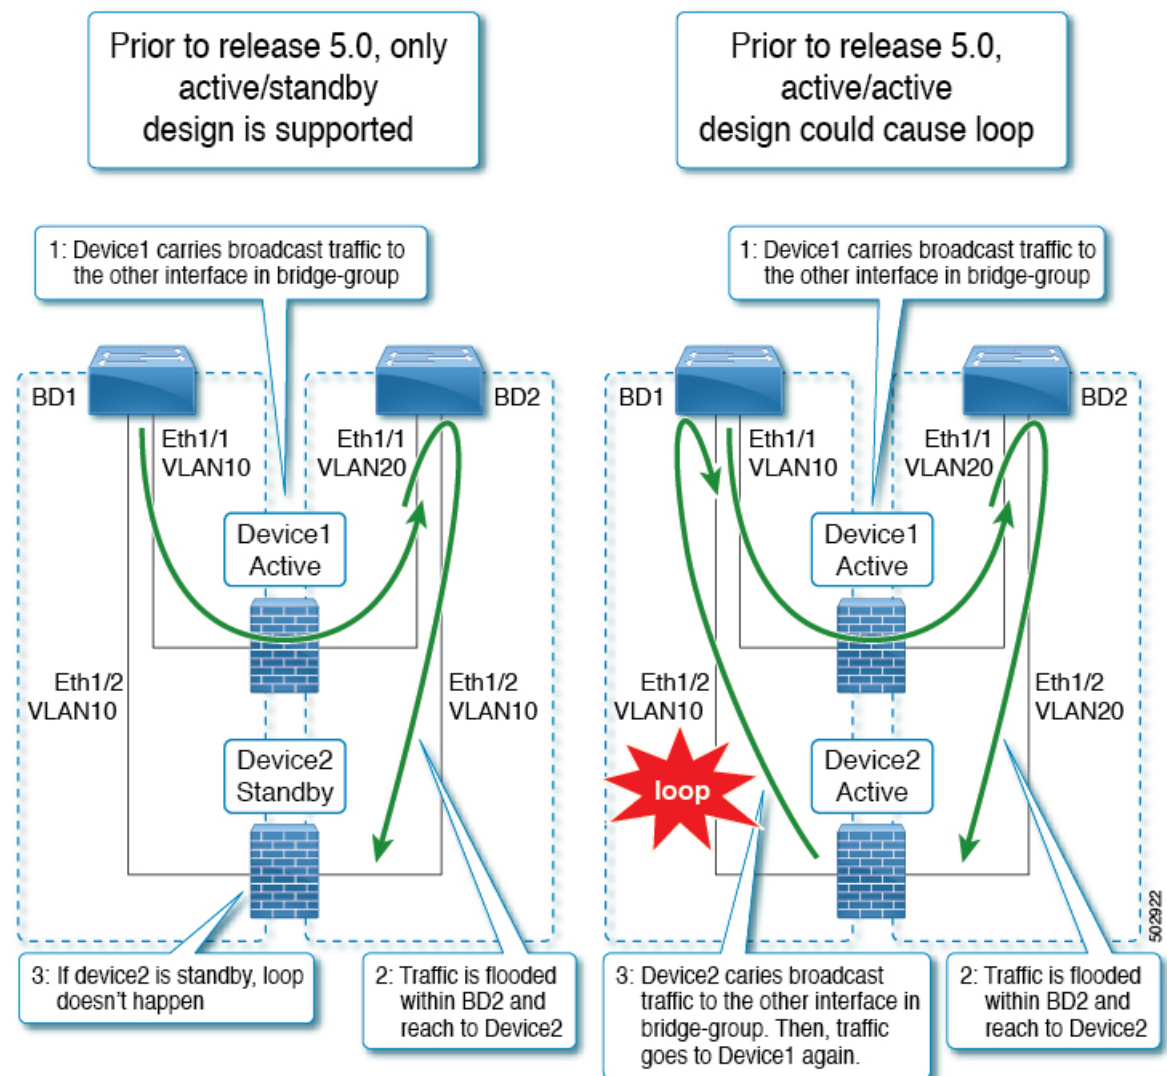 Prior to release 5.0, only
active/standby
design is supported
Prior to release 5.0,
active/active
design could cause loop
1: Device1 carries broadcast traffic to
the other interface in bridge-group
BD1
BD2
Eth1/1
VLAN10
Eth1/1
VLAN20
Device1
Active
Eth1/2
VLAN10
Eth1/2
VLAN10
Device2
Standby
3: If device2 is standby, loop
doesn't happen
2: Traffic is flooded
within BD2 and
reach to Device2
1: Device1 carries broadcast traffic to
the other interface in bridge-group
BD1
BD2
Eth1/1
VLAN10
Eth1/1
VLAN20
Device1
Active
Eth1/2
VLAN10
Eth1/2
VLAN20
loop
Device2
Active
3: Device2 caries broadcast
traffic to the other interface in
bridge-group. Then, traffic
goes to Device1 again.
2: Traffic is flooded
within BD2 and
reach to Device2
502922